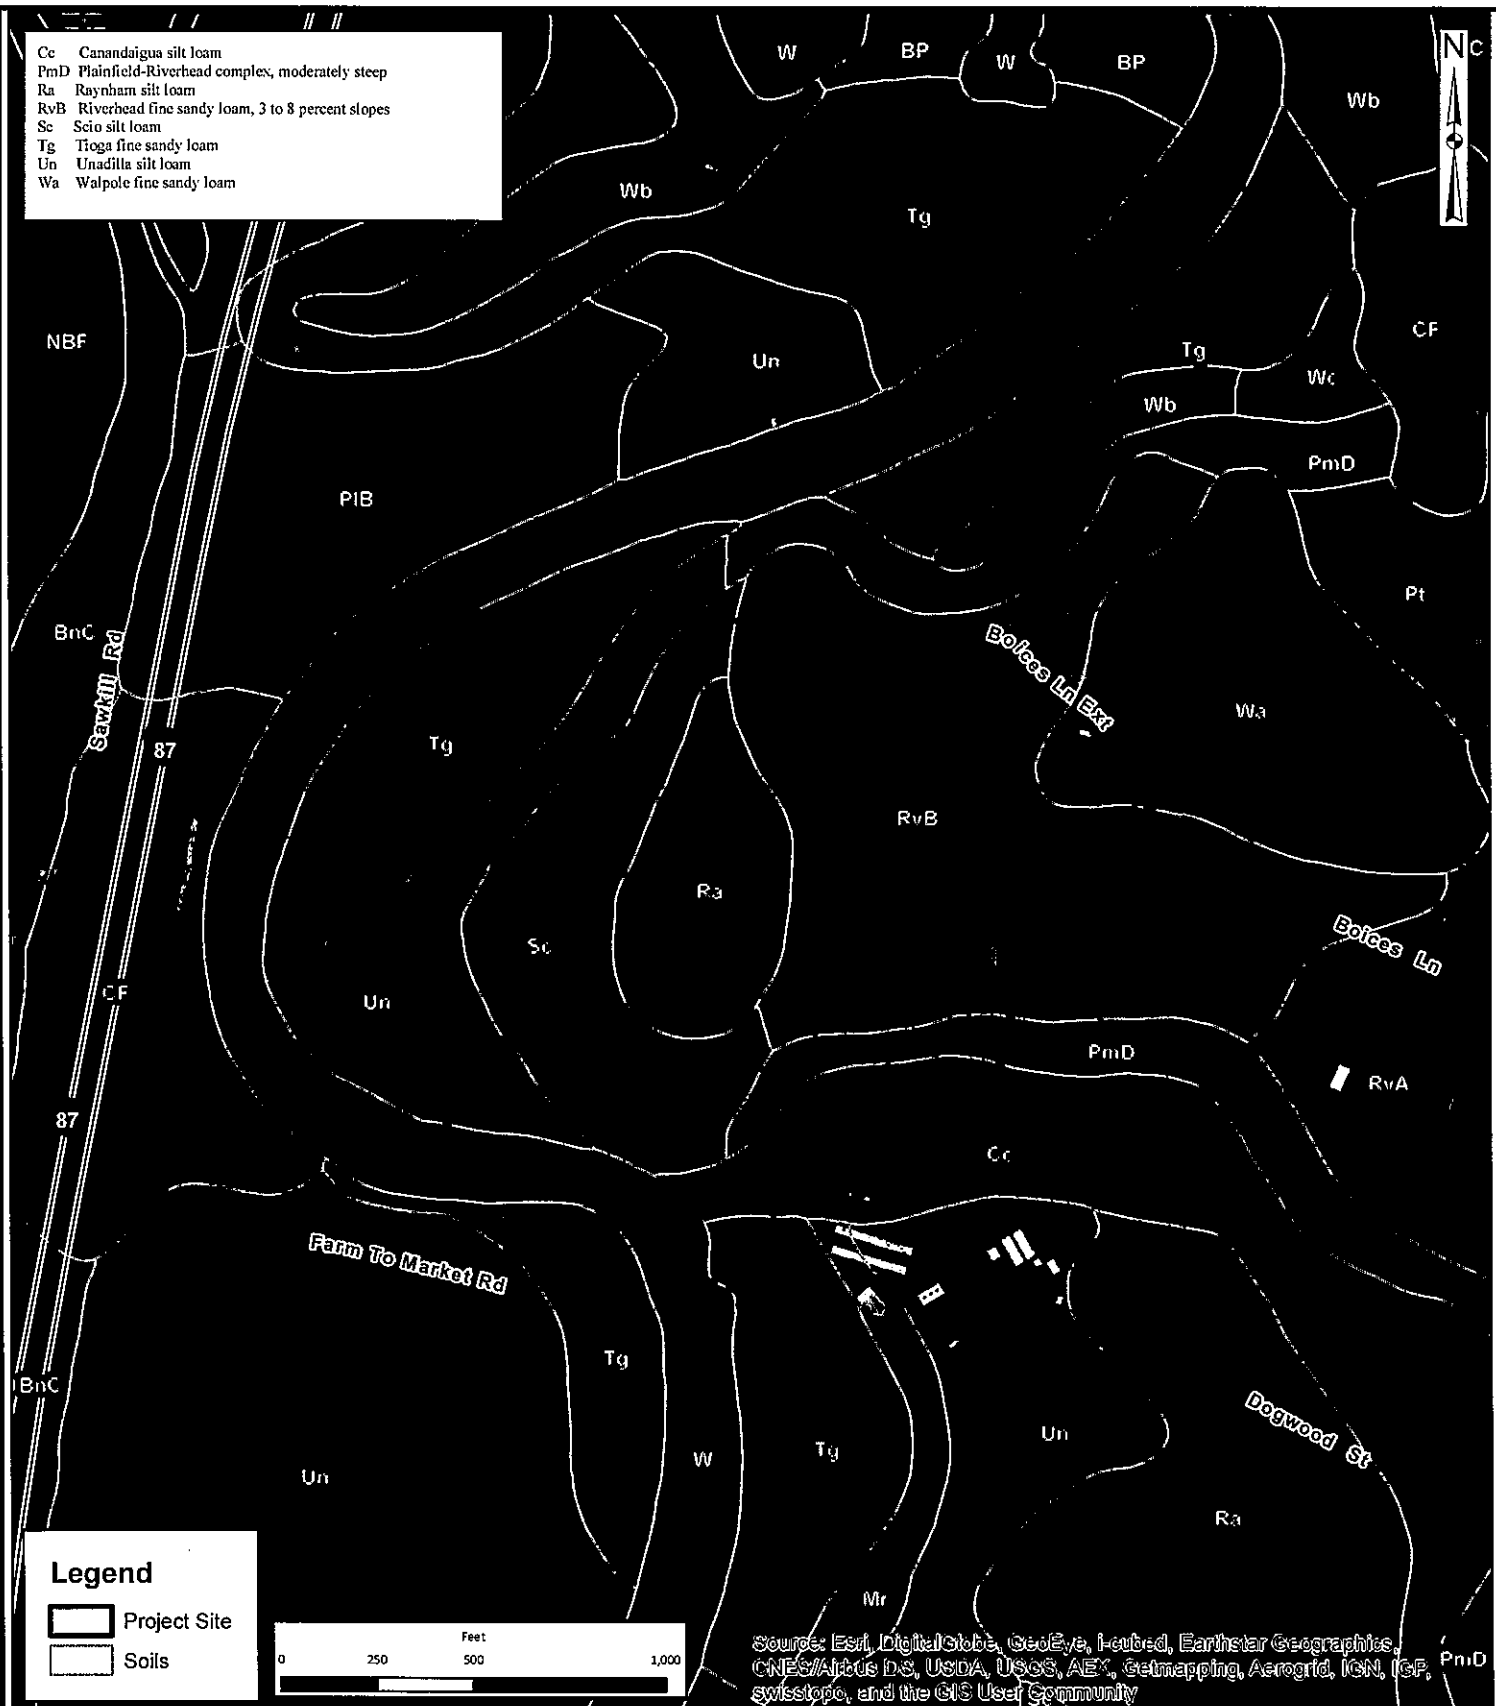 Cc Canandaigua silt loam
PmD Plainfield-Riverhead complex, moderately steep
Ra Raynham silt loam
RvB Riverhead fine sandy loam, 3 to 8 percent slopes
Sc Scio silt loam
Tg Tioga fine sandy loam
Un Unadilla silt loam
Wa Walpole fine sandy loam
N
C
W
BP
W
BP
Wb
Wb
Tg
NBF
Un
Tg
CF
Wc
Wb
PmD
PlB
Pt
BnC
Sawkill Rd
Boices Ln Ext
Wa
Tg
87
RvB
Ra
Sc
Boices Ln
CF
Un
PmD
RvA
87
Cc
Farm To Market Rd
Tg
BnC
Dogwood St
Un
Tg
W
Un
Ra
Mr
PmD
Legend
Project Site
Soils
Feet
0 250 500 1,000
Source: Esri, DigitalGlobe, GeoEye, i-cubed, Earthstar Geographics,
CNES/Airbus DS, USDA, USGS, AEX, Getmapping, Aerogrid, IGN, IGP,
swisstopo, and the GIS User Community